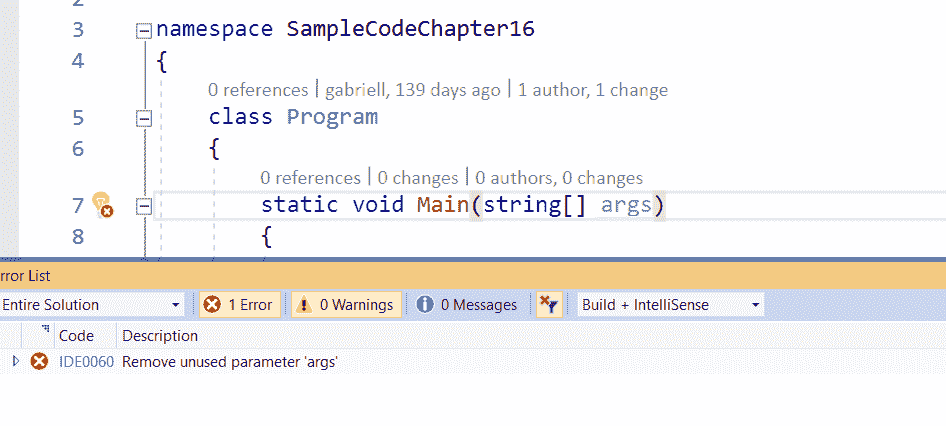 3 namespace SampleCodeChapter16
4 {
0 references | gabriell, 139 days ago | 1 author, 1 change
5 class Program
6 {
0 references | 0 changes | 0 authors, 0 changes
7 static void Main(string[] args)
8 {
rror List
Entire Solution 1 Error 0 Warnings 0 Messages Build + IntelliSense
Code Description
IDE0060 Remove unused parameter 'args'